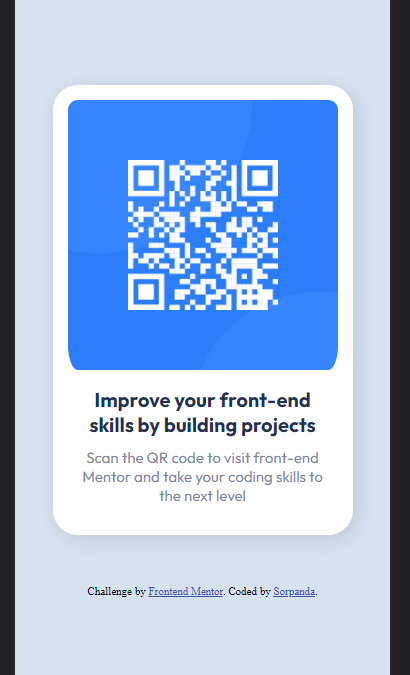 Improve your front-end
skills by building projects
Scan the QR code to visit front-end
Mentor and take your coding skills to
the next level
Challenge by Frontend Mentor. Coded by Sorpanda.